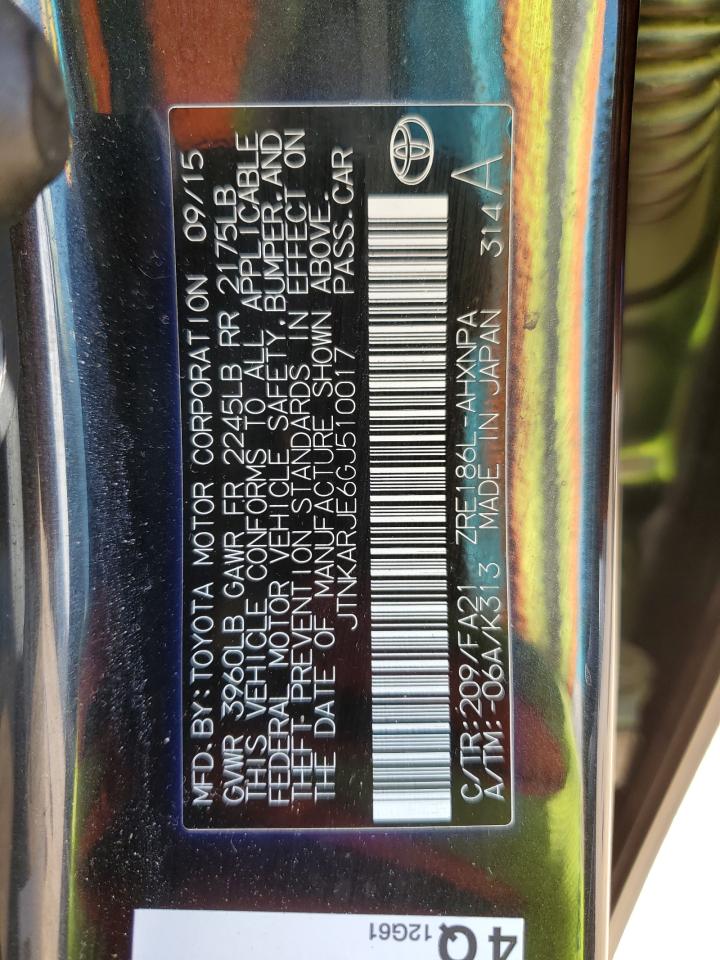 MFD.BY:TOYOTA MOTOR CORPORATION 09/15
GVWR 3960LB GAWR FR 2245LB RR 2175LB
THIS VEHICLE CONFORMS TO ALL APPLICABLE
FEDERAL MOTOR VEHICLE SAFETY,BUMPER,AND
THEFT PREVENTION STANDARDS IN EFFECT ON
THE DATE OF MANUFACTURE SHOWN ABOVE.
JTNKARJE6GJ510017 PASS.CAR
C/TR:209/FA21 ZRE186L-AHXNPA
A/TM:-06A/K313 MADE IN JAPAN 314 A
4Q
12G61